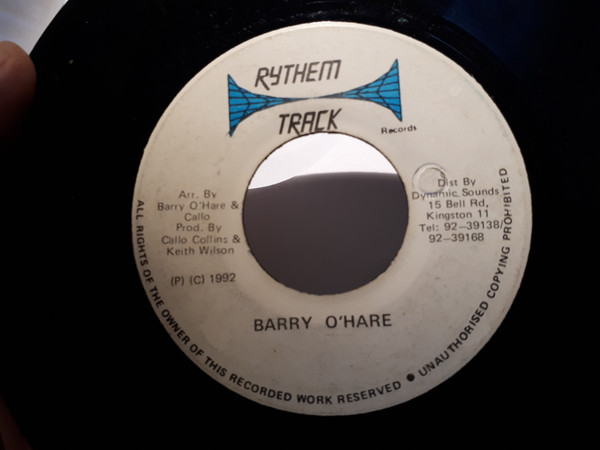 RYTHEM
TRACK
Records
Arr. By
Barry O'Hare &
Callo
Prod. By
Callo Collins &
Keith Wilson
(P) (C) 1992
Dist By
Dynamic Sounds
15 Bell Rd,
Kingston 11
Tel: 92-39138/
92-39168
BARRY O'HARE
ALL RIGHTS OF THE OWNER OF THIS RECORDED WORK RESERVED ● UNAUTHORISED COPYING PROHIBITED